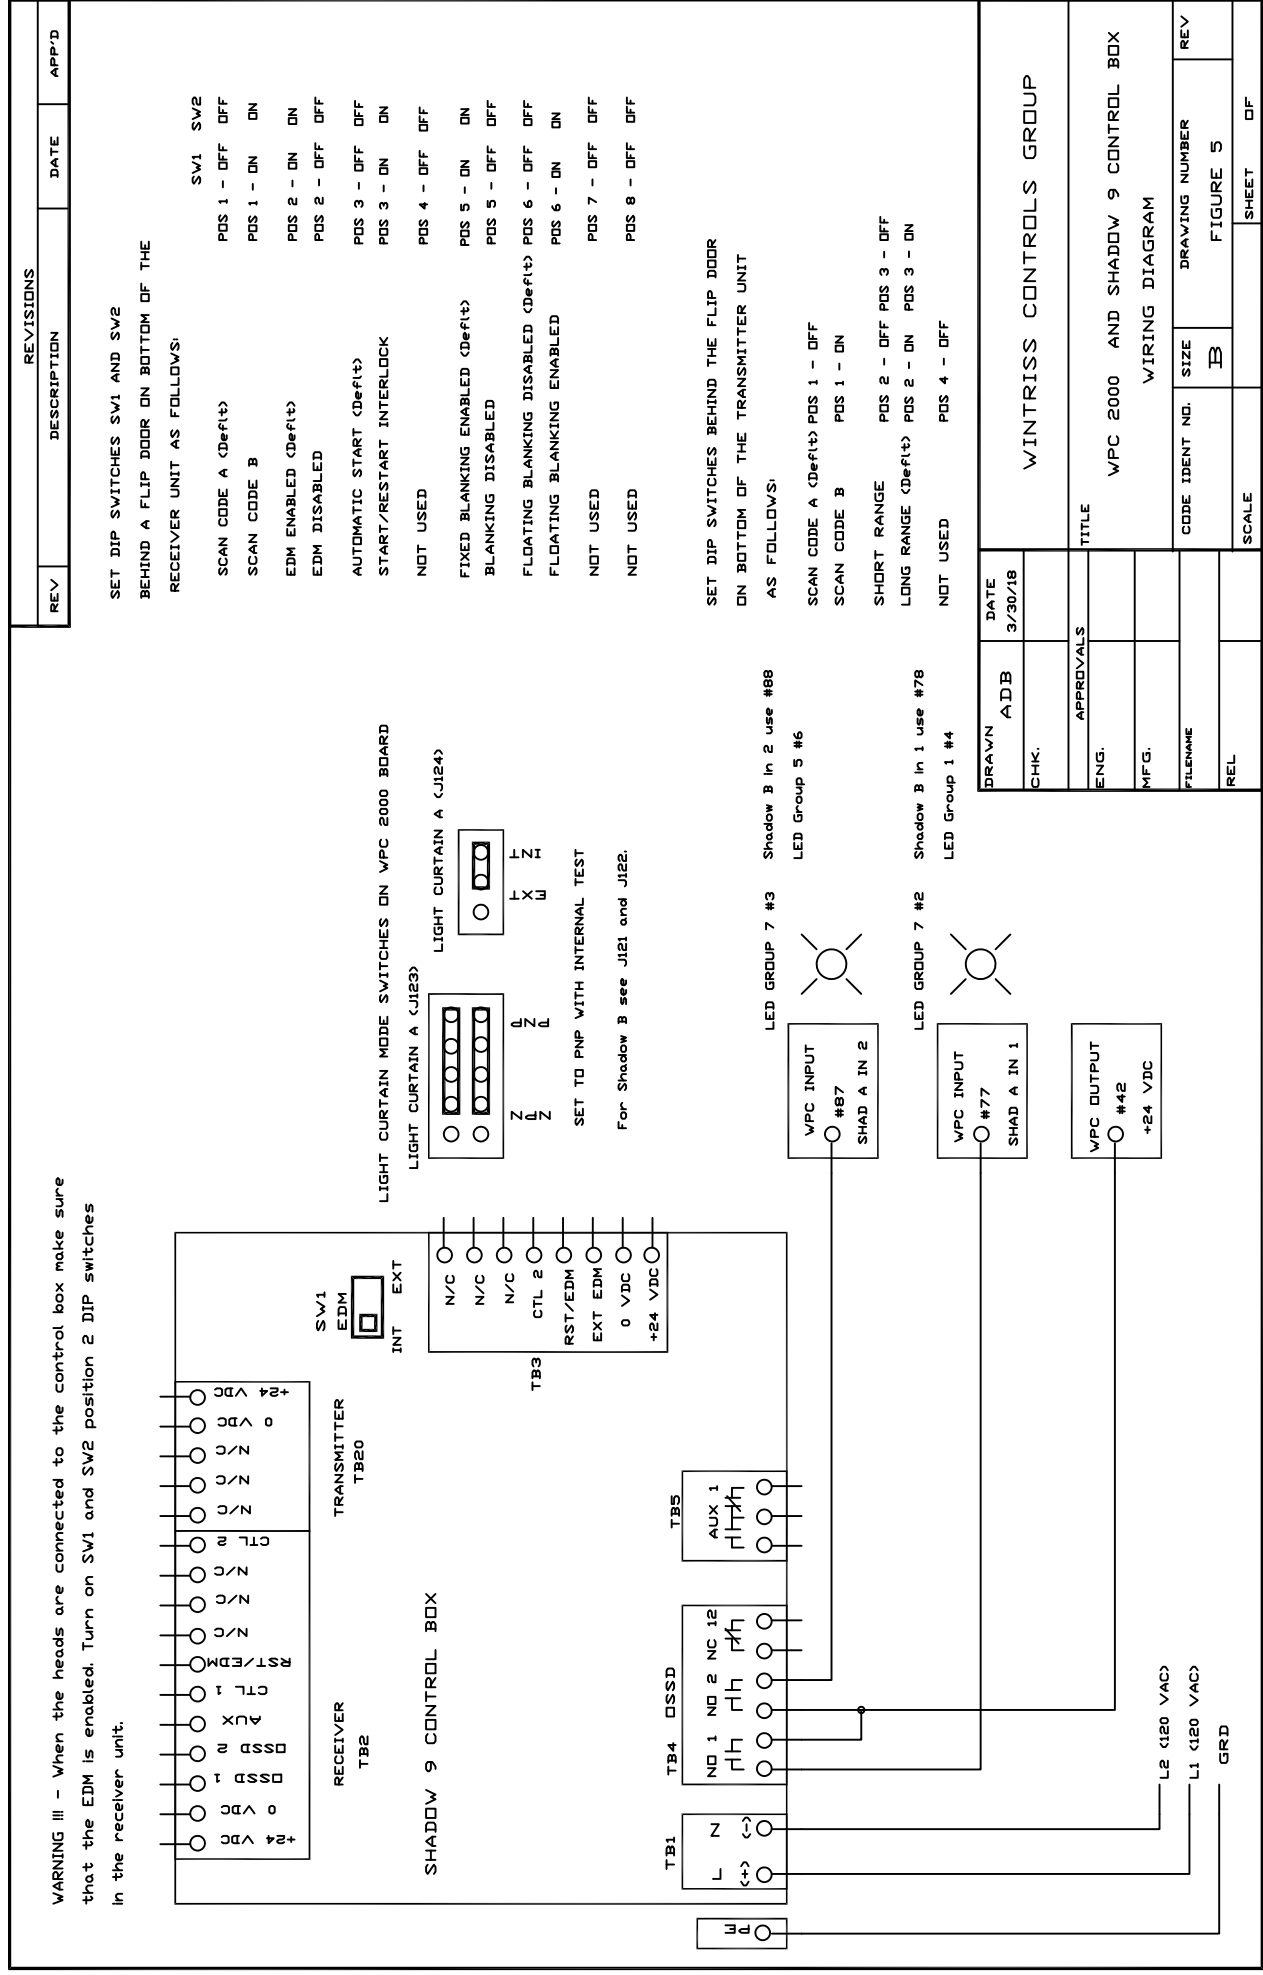 WARNING !!! - When the heads are connected to the control box make sure
that the EDM is enabled. Turn on SW1 and SW2 position 2 DIP switches
in the receiver unit.
REVISIONS
REV DESCRIPTION DATE APP'D
SET DIP SWITCHES SW1 AND SW2
BEHIND A FLIP DOOR ON BOTTOM OF THE
RECEIVER UNIT AS FOLLOWS:
SW1 SW2
SCAN CODE A (Deflt) POS 1 - OFF OFF
SCAN CODE B POS 1 - ON ON
EDM ENABLED (Deflt) POS 2 - ON ON
EDM DISABLED POS 2 - OFF OFF
AUTOMATIC START (Deflt) POS 3 - OFF OFF
START/RESTART INTERLOCK POS 3 - ON ON
NOT USED POS 4 - OFF OFF
FIXED BLANKING ENABLED (Deflt) POS 5 - ON ON
BLANKING DISABLED POS 5 - OFF OFF
FLOATING BLANKING DISABLED (Deflt) POS 6 - OFF OFF
FLOATING BLANKING ENABLED POS 6 - ON ON
NOT USED POS 7 - OFF OFF
NOT USED POS 8 - OFF OFF
SET DIP SWITCHES BEHIND THE FLIP DOOR
ON BOTTOM OF THE TRANSMITTER UNIT
AS FOLLOWS:
SCAN CODE A (Deflt) POS 1 - OFF
SCAN CODE B POS 1 - ON
SHORT RANGE POS 2 - OFF POS 3 - OFF
LONG RANGE (Deflt) POS 2 - ON POS 3 - ON
NOT USED POS 4 - OFF
+24 VDC
0 VDC
OSSD 1
OSSD 2
AUX
CTL 1
RST/EDM
N/C
N/C
N/C
CTL 2
N/C
N/C
N/C
0 VDC
+24 VDC
RECEIVER
TB2
TRANSMITTER
TB20
SW1
EDM
INT EXT
SHADOW 9 CONTROL BOX
TB3
N/C
N/C
N/C
CTL 2
RST/EDM
EXT EDM
0 VDC
+24 VDC
LIGHT CURTAIN MODE SWITCHES ON WPC 2000 BOARD
LIGHT CURTAIN A (J123)
LIGHT CURTAIN A (J124)
NPN
PNP
EXT
INT
SET TO PNP WITH INTERNAL TEST
For Shadow B see J121 and J122.
PE
TB1
L
(+)
N
(-)
TB4 OSSD
NO 1
NO 2
NC 12
TB5
AUX 1
LED GROUP 7 #3
Shadow B In 2 use #88
LED Group 5 #6
WPC INPUT
#87
SHAD A IN 2
LED GROUP 7 #2
Shadow B In 1 use #78
LED Group 1 #4
WPC INPUT
#77
SHAD A IN 1
WPC OUTPUT
#42
+24 VDC
L2 (120 VAC)
L1 (120 VAC)
GRD
DRAWN
ADB
DATE
3/30/18
CHK.
APPROVALS
ENG.
MFG.
FILENAME
REL
WINTRISS CONTROLS GROUP
TITLE
WPC 2000 AND SHADOW 9 CONTROL BOX
WIRING DIAGRAM
CODE IDENT NO.
SIZE
B
DRAWING NUMBER
FIGURE 5
REV
SCALE
SHEET OF